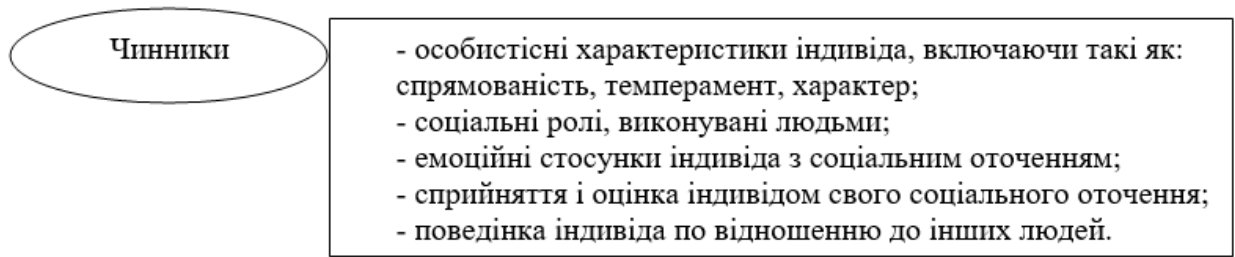 Чинники
- особистісні характеристики індивіда, включаючи такі як:
спрямованість, темперамент, характер;
- соціальні ролі, виконувані людьми;
- емоційні стосунки індивіда з соціальним оточенням;
- сприйняття і оцінка індивідом свого соціального оточення;
- поведінка індивіда по відношенню до інших людей.